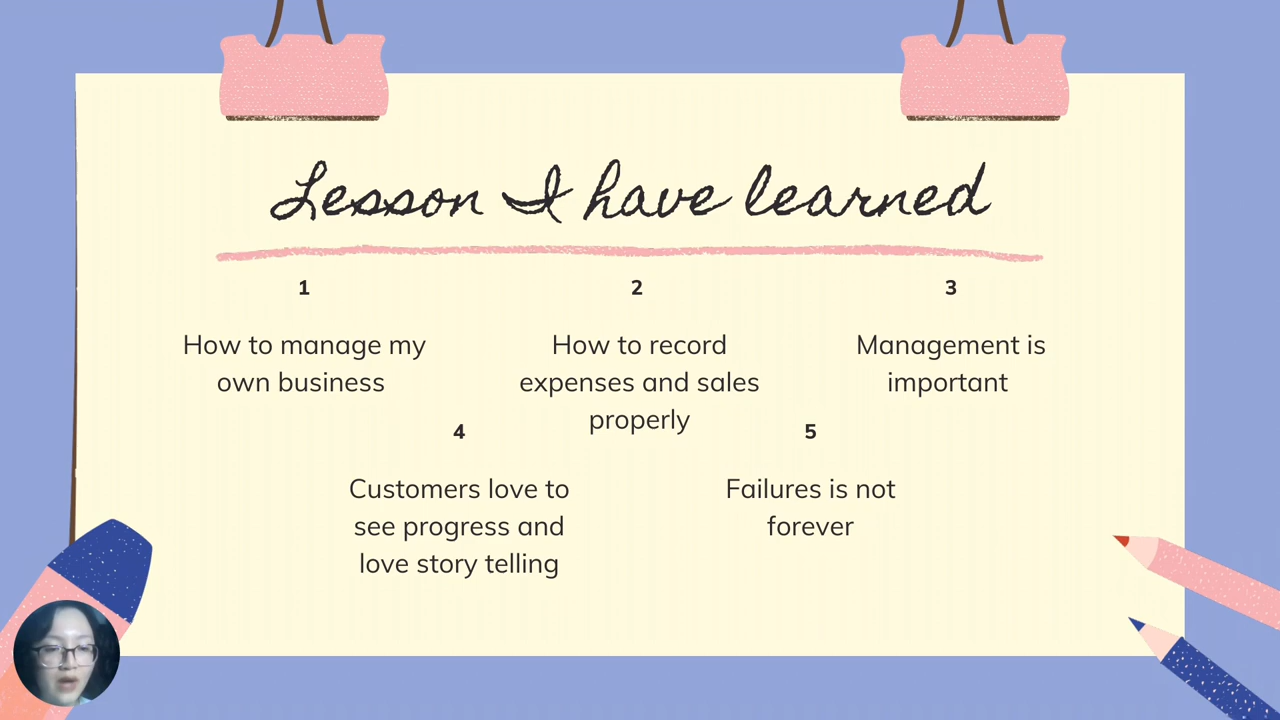 Lesson I have learned
1
How to manage my
own business
2
How to record
expenses and sales
properly
3
Management is
important
4
Customers love to
see progress and
love story telling
5
Failures is not
forever